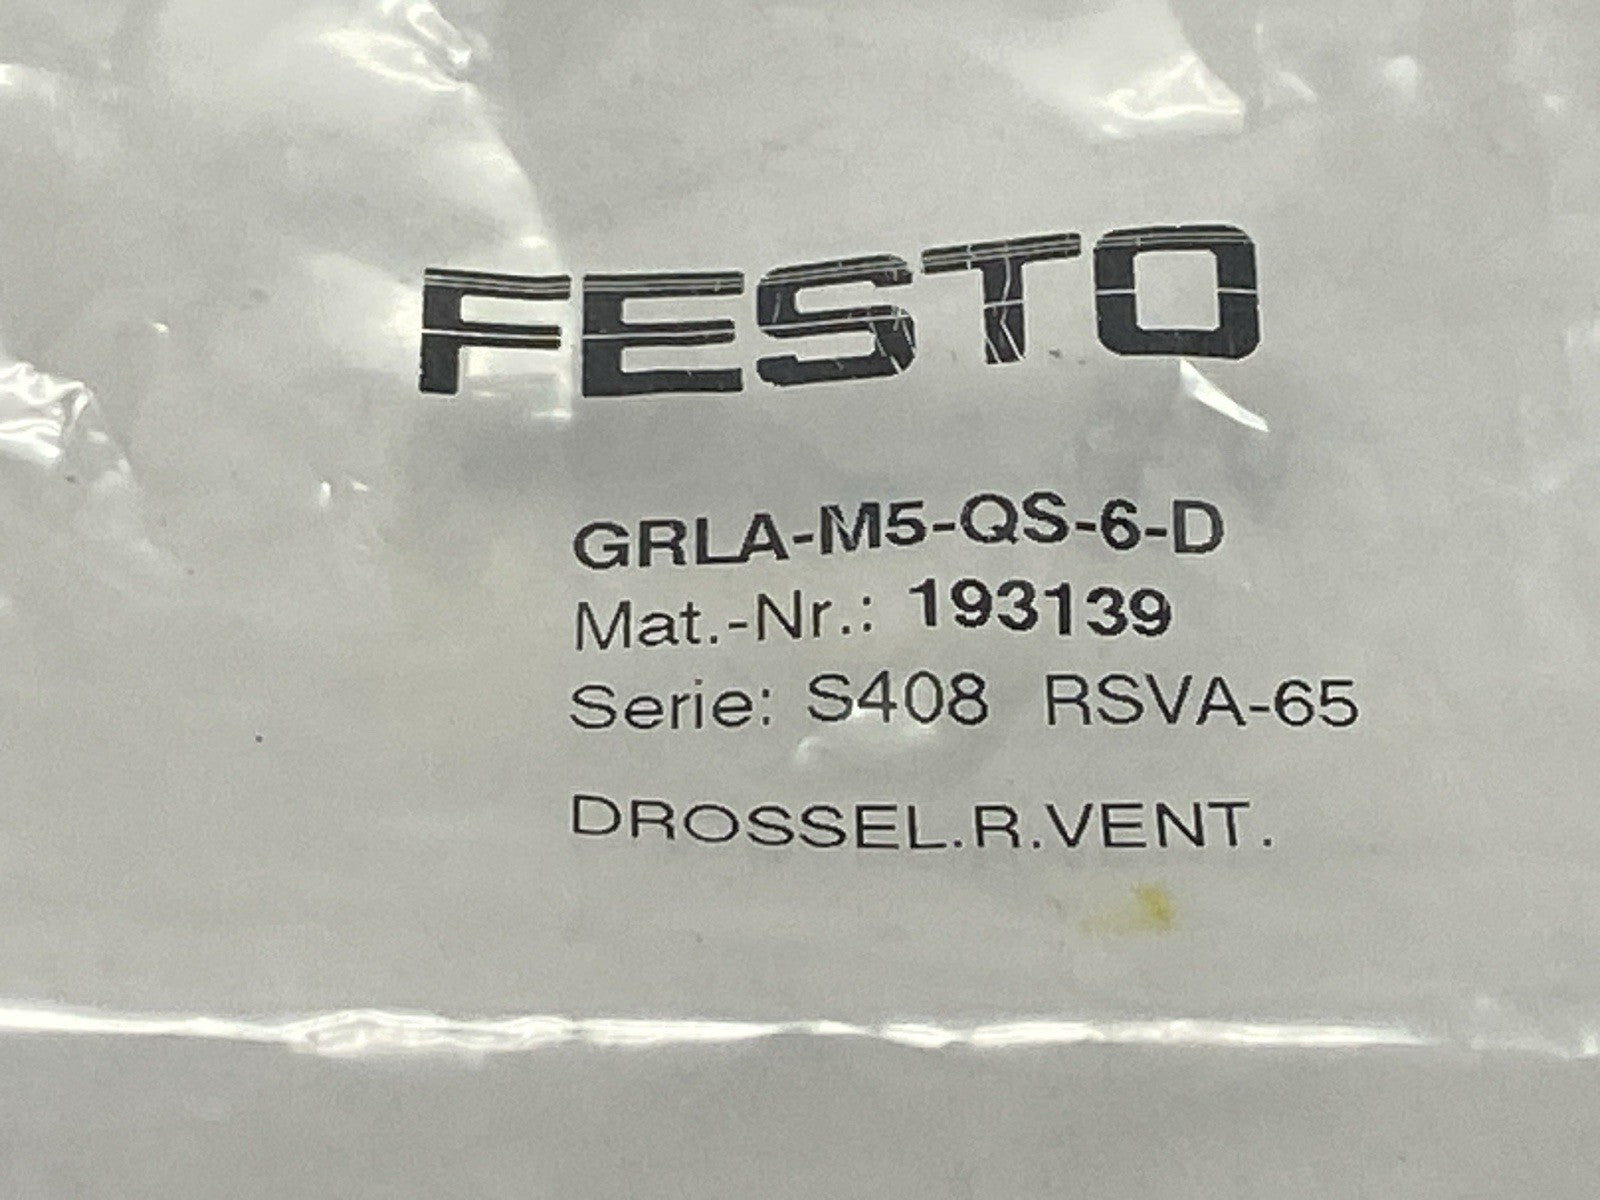 FESTO
GRLA-M5-QS-6-D
Mat.-Nr.: 193139
Serie: S408 RSVA-65
DROSSEL.R.VENT.